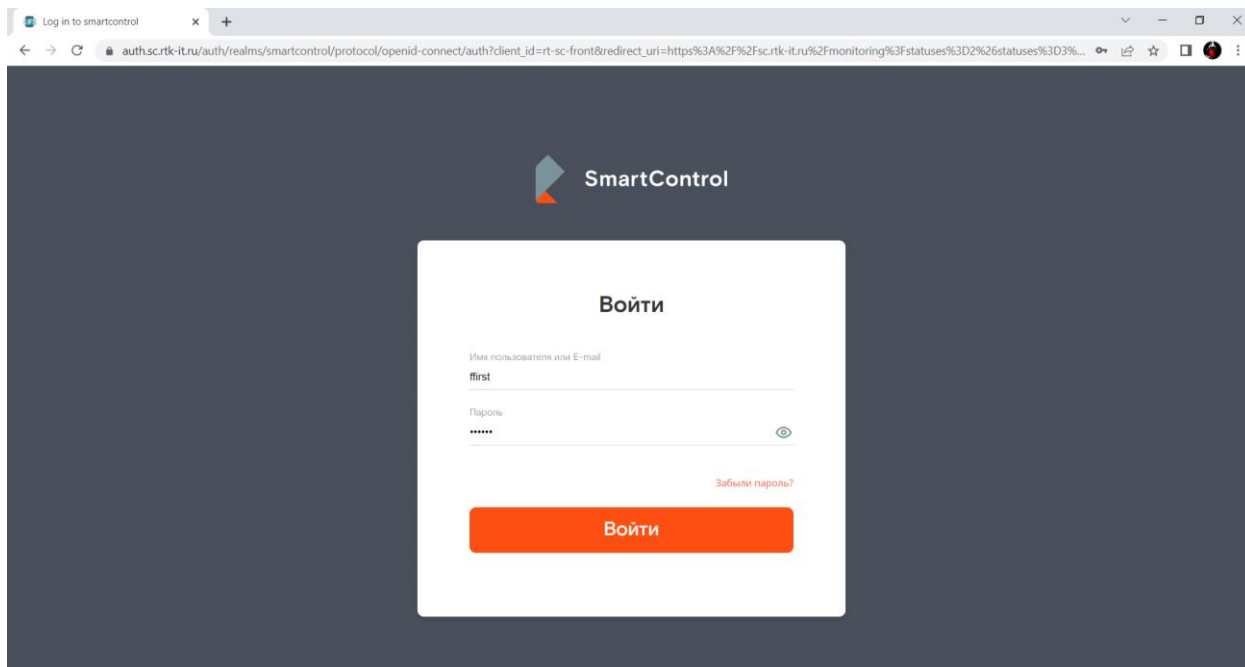 Log in to smartcontrol
auth.sc.rtk-it.ru/auth/realms/smartcontrol/protocol/openid-connect/auth?client_id=rt-sc-front&redirect_uri=https%3A%2F%2Fsc.rtk-it.ru%2Fmonitoring%3Fstatuses%3D2%26statuses%3D3%...
SmartControl
Войти
Имя пользователя или E-mail
ffirst
Пароль
••••••
Забыли пароль?
Войти